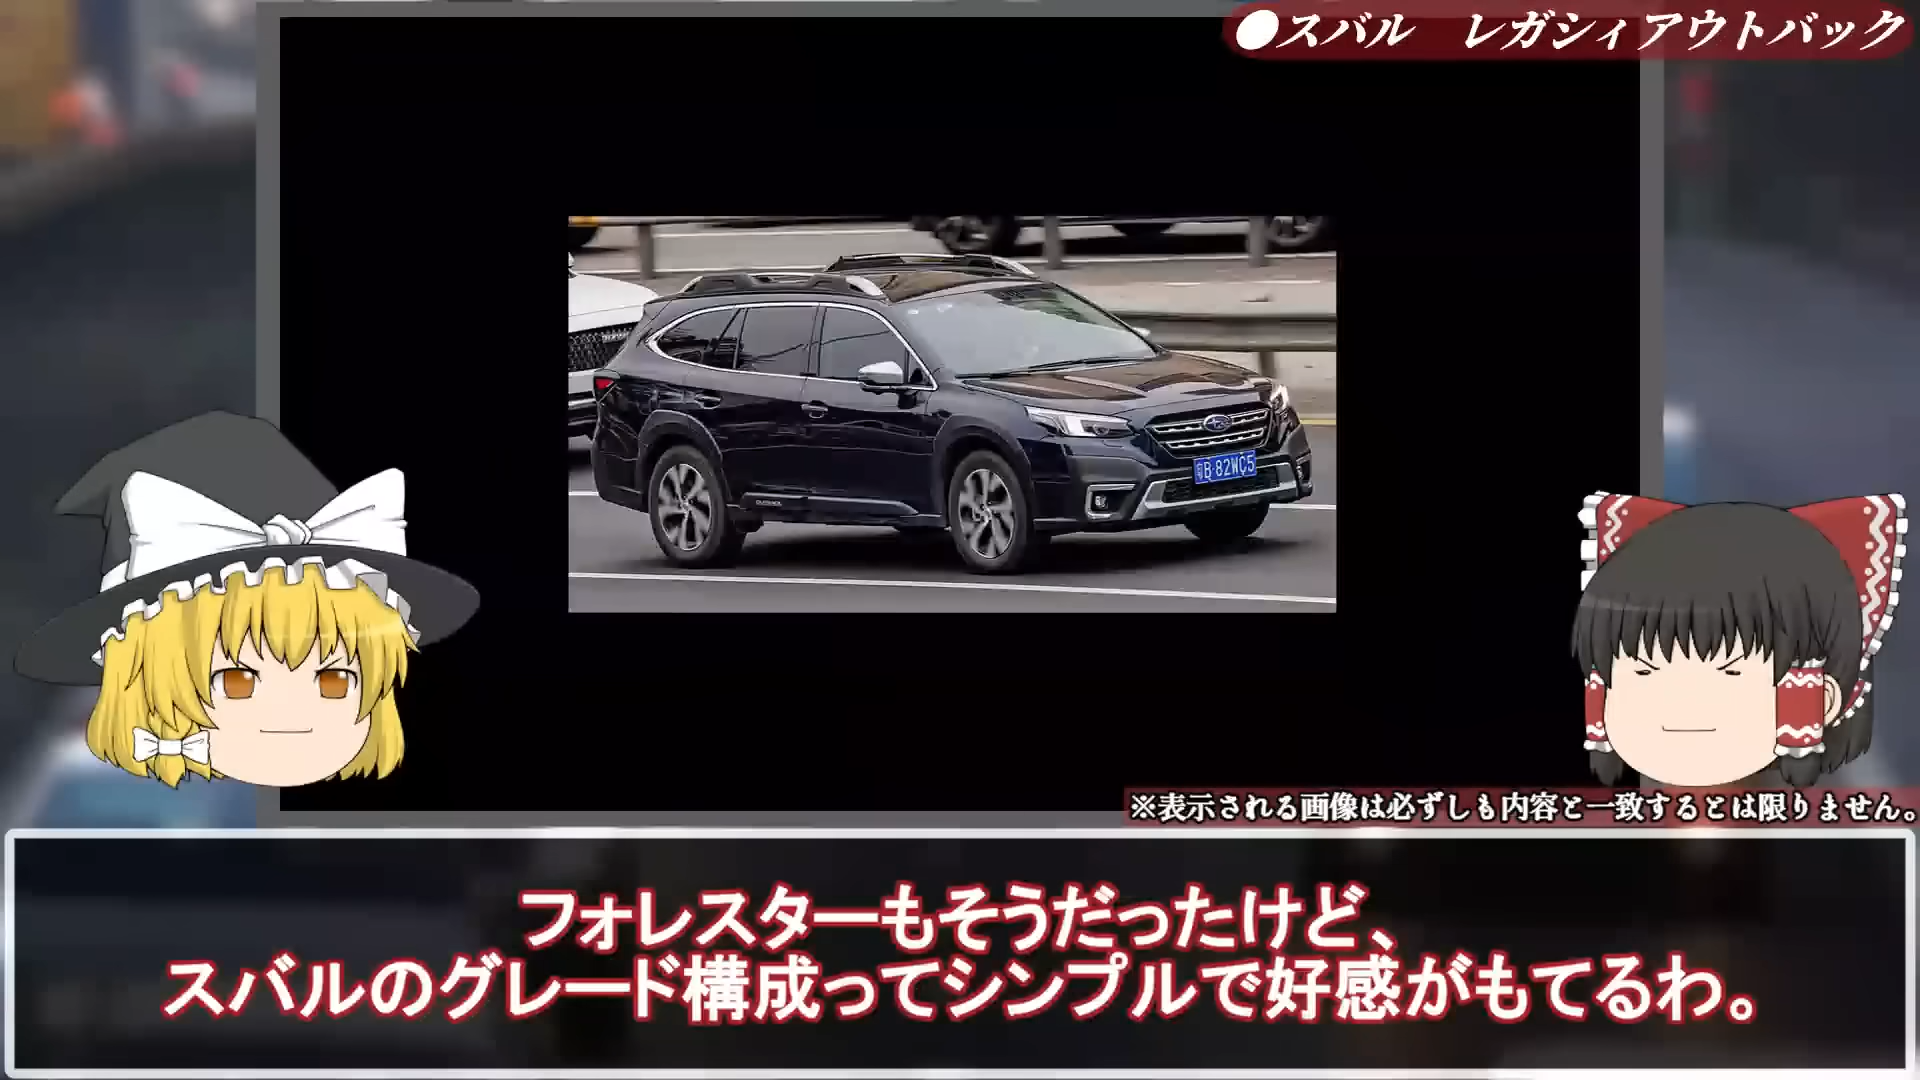 ●スバル　レガシィアウトバック
B·82WC5
※表示される画像は必ずしも内容と一致するとは限りません。
フォレスターもそうだったけど、
スバルのグレード構成ってシンプルで好感がもてるわ。